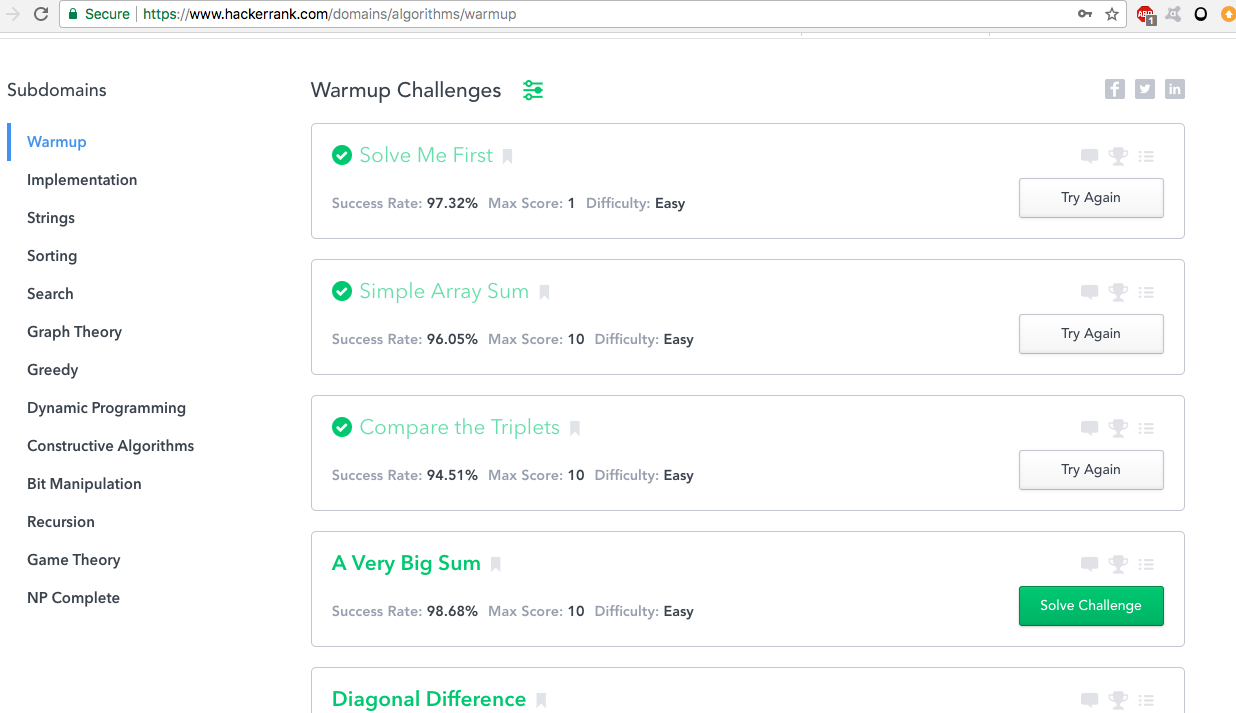 Secure https://www.hackerrank.com/domains/algorithms/warmup
ABP 1
Subdomains
Warmup
Implementation
Strings
Sorting
Search
Graph Theory
Greedy
Dynamic Programming
Constructive Algorithms
Bit Manipulation
Recursion
Game Theory
NP Complete
Warmup Challenges
f in
Solve Me First
Success Rate: 97.32% Max Score: 1 Difficulty: Easy
Try Again
Simple Array Sum
Success Rate: 96.05% Max Score: 10 Difficulty: Easy
Try Again
Compare the Triplets
Success Rate: 94.51% Max Score: 10 Difficulty: Easy
Try Again
A Very Big Sum
Success Rate: 98.68% Max Score: 10 Difficulty: Easy
Solve Challenge
Diagonal Difference